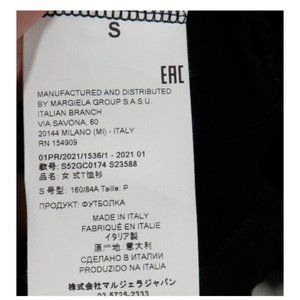 S
EAC
MANUFACTURED AND DISTRIBUTED
BY MARGIELA GROUP S.A.S.U.
ITALIAN BRANCH
VIA SAVONA, 60
20144 MILANO (MI) - ITALY
RN 154909
01PR/2021/1536/1 - 2021 01
款号: S52GC0174 S23588
品名: 女式T恤衫
S 号型: 160/84A Taille: P
ПРОДУКТ: ФУТБОЛКА
MADE IN ITALY
FABRIQUÉ EN ITALIE
イタリア製
原产地: 意大利
СДЕЛАНО В ИТАЛИИ
PRODUZIDO NA ITALIA
株式会社マルジェラジャパン
03-5725-2333